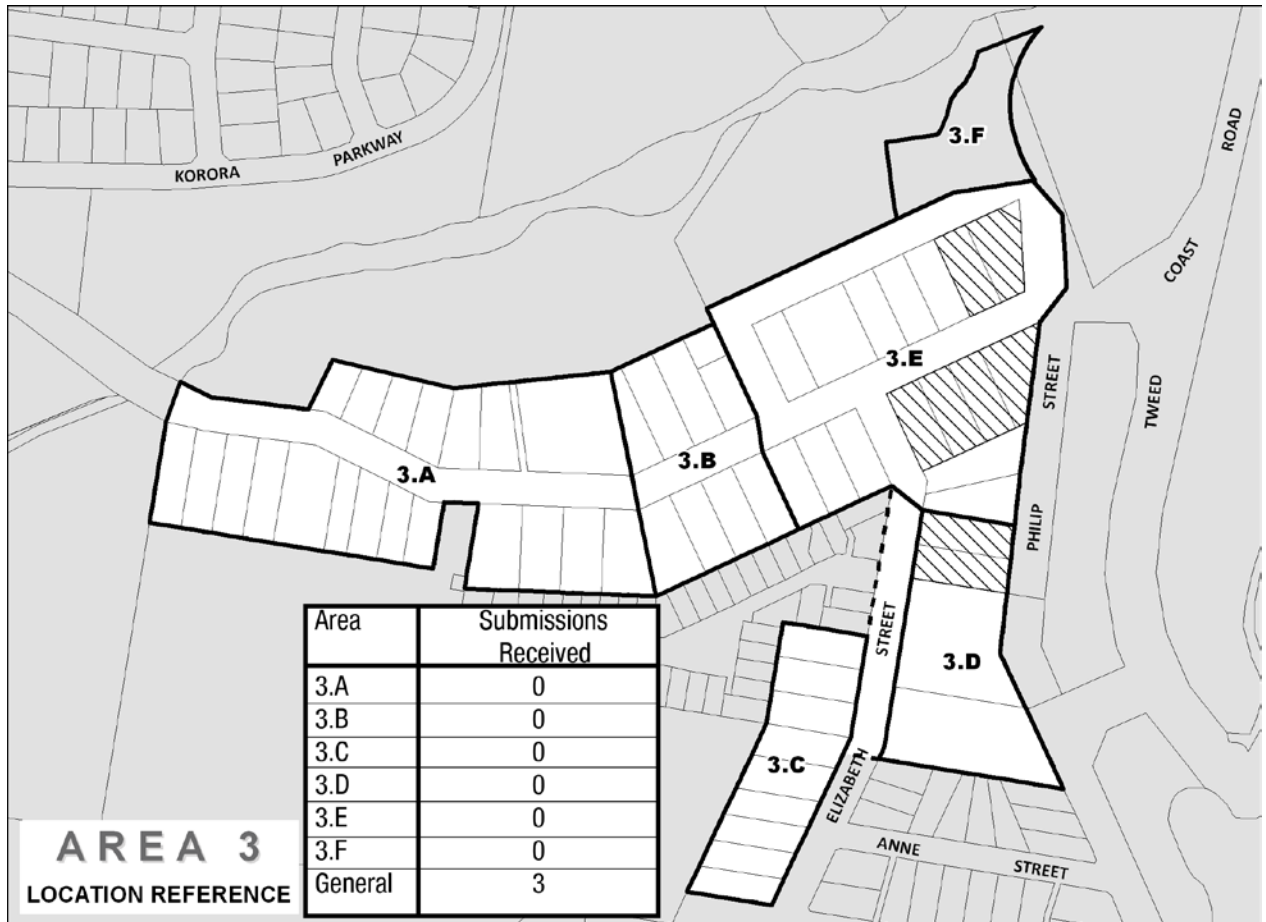 KORORA PARKWAY
3.F
ROAD
COAST
TWEED
3.E
STREET
PHILIP
3.A
3.B
3.D
STREET
ELIZABETH
3.C
ANNE STREET
Area Submissions
Received
3.A 0
3.B 0
3.C 0
3.D 0
3.E 0
3.F 0
General 3
AREA 3
LOCATION REFERENCE